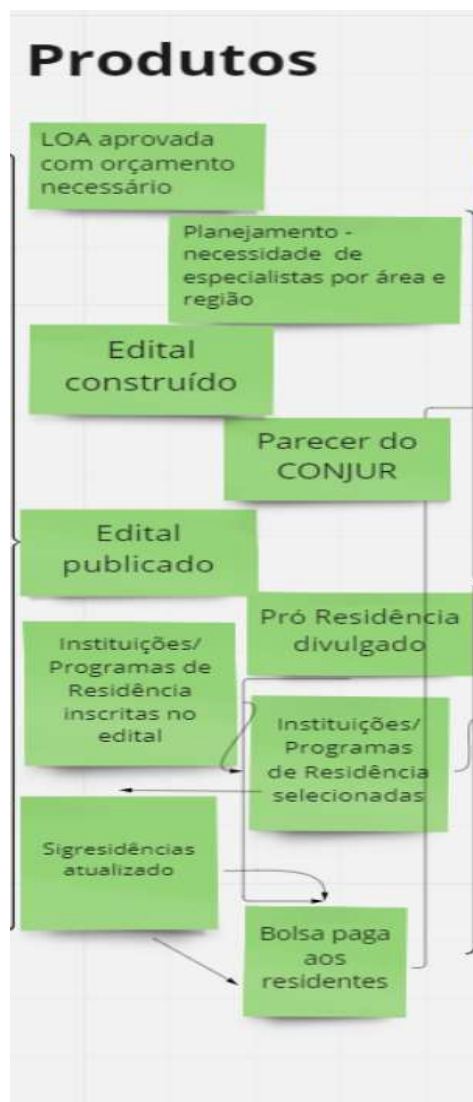 Produtos
LOA aprovada
com orçamento
necessário
Planejamento -
necessidade de
especialistas por área e
região
Edital
construído
Parecer do
CONJUR
Edital
publicado
Pró Residência
divulgado
Instituições/
Programas de
Residência
inscritas no
edital
Instituições/
Programas
de Residência
selecionadas
Sigresidências
atualizado
Bolsa paga
aos
residentes